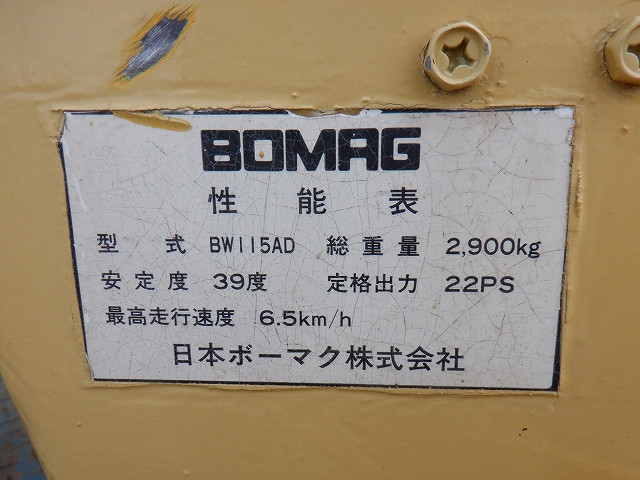 BOMAG
性能表
型式 BW115AD 総重量 2,900kg
安定度 39度 定格出力 22PS
最高走行速度 6.5km/h
日本ボーマク株式会社